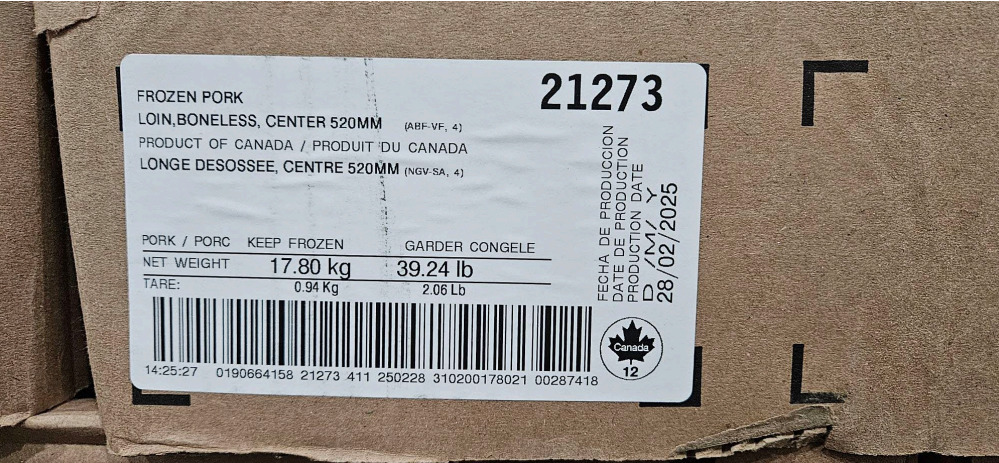 21273
FROZEN PORK
LOIN,BONELESS, CENTER 520MM (ABF-VF, 4)
PRODUCT OF CANADA / PRODUIT DU CANADA
LONGE DESOSSEE, CENTRE 520MM (NGV-SA, 4)
PORK / PORC KEEP FROZEN GARDER CONGELE
NET WEIGHT 17.80 kg 39.24 lb
TARE: 0.94 Kg 2.06 Lb
14:25:27 0190664158 21273 411 250228 310200178021 00287418
FECHA DE PRODUCCION
DATE DE PRODUCTION
PRODUCTION DATE
D/M/Y
28/02/2025
Canada
12